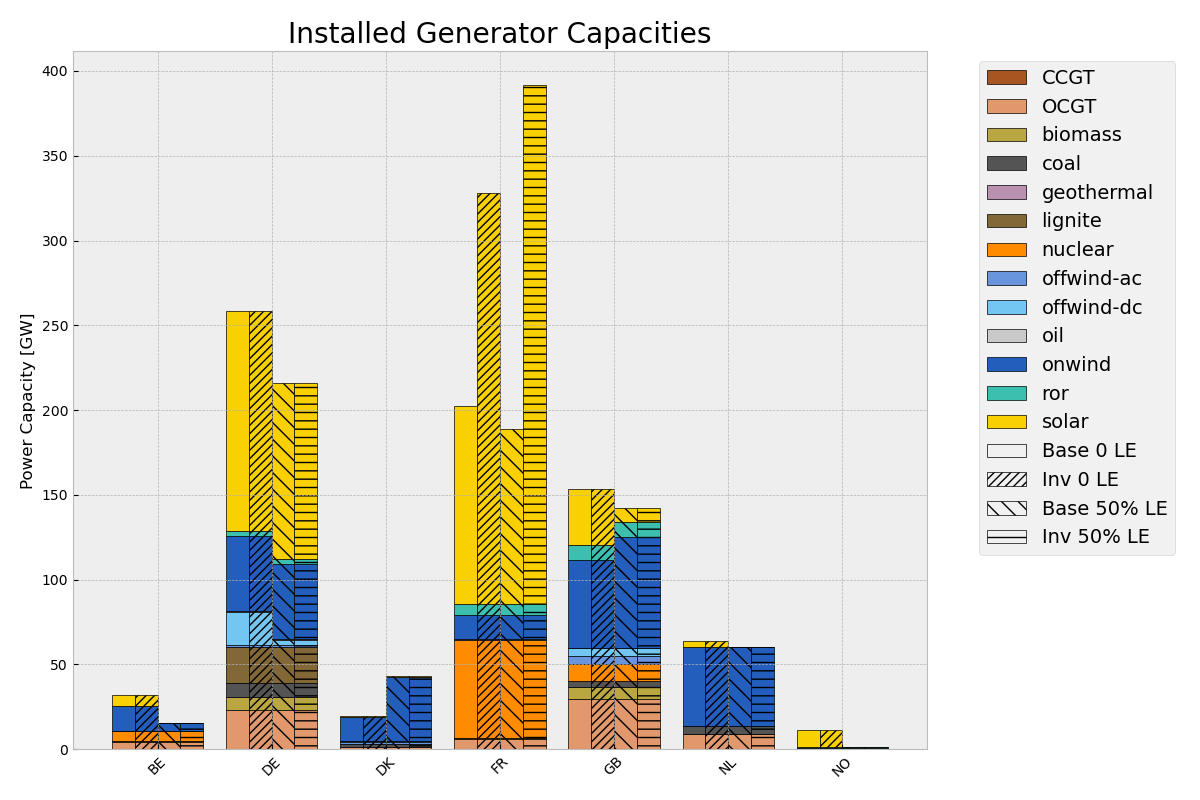 Installed Generator Capacities
Power Capacity [GW]
400
350
300
250
200
150
100
50
0
BE
DE
DK
FR
GB
NL
NO
CCGT
OCGT
biomass
coal
geothermal
lignite
nuclear
offwind-ac
offwind-dc
oil
onwind
ror
solar
Base 0 LE
Inv 0 LE
Base 50% LE
Inv 50% LE